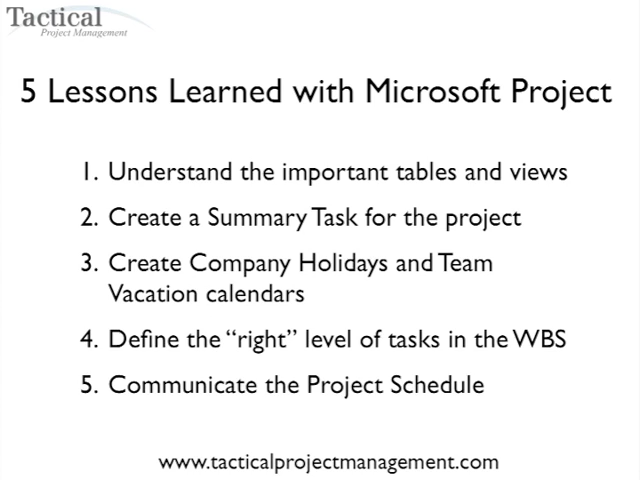 Tactical
Project Management
5 Lessons Learned with Microsoft Project
1. Understand the important tables and views
2. Create a Summary Task for the project
3. Create Company Holidays and Team
Vacation calendars
4. Define the “right” level of tasks in the WBS
5. Communicate the Project Schedule
www.tacticalprojectmanagement.com